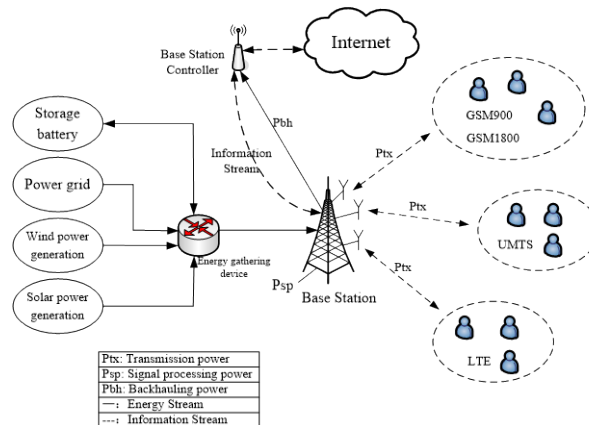 Internet
Base Station
Controller
Pbh
Information
Stream
Storage
battery
Power grid
Wind power
generation
Solar power
generation
Energy gathering
device
Psp
Base Station
Ptx
GSM900
GSM1800
Ptx
UMTS
Ptx
LTE
Ptx: Transmission power
Psp: Signal processing power
Pbh: Backhauling power
—: Energy Stream
---: Information Stream